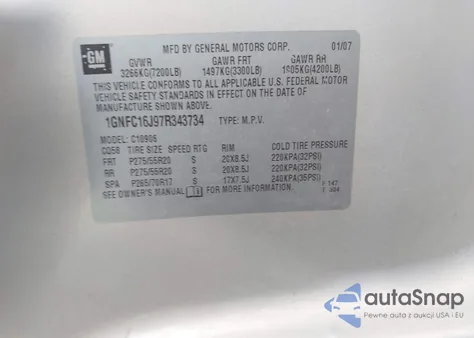 GM
MFD BY GENERAL MOTORS CORP. 01/07
GVWR GAWR FRT GAWR RR
3266KG(7200LB) 1497KG(3300LB) 1905KG(4200LB)
THIS VEHICLE CONFORMS TO ALL APPLICABLE U.S. FEDERAL MOTOR
VEHICLE SAFETY STANDARDS IN EFFECT ON THE DATE OF
MANUFACTURE SHOWN ABOVE.
1GNFC16J97R343734 TYPE: M.P.V.
MODEL: C10906
CQ58 TIRE SIZE SPEED RTG RIM COLD TIRE PRESSURE
FRT P275/55R20 S 20X8.5J 220KPA(32PSI)
RR P275/55R20 S 20X8.5J 220KPA(32PSI)
SPA P265/70R17 S 17X7.5J 240KPA(35PSI)
SEE OWNER'S MANUAL FOR MORE INFORMATION.
147
304
autoSnap
Pewne auta z aukcji USA i EU